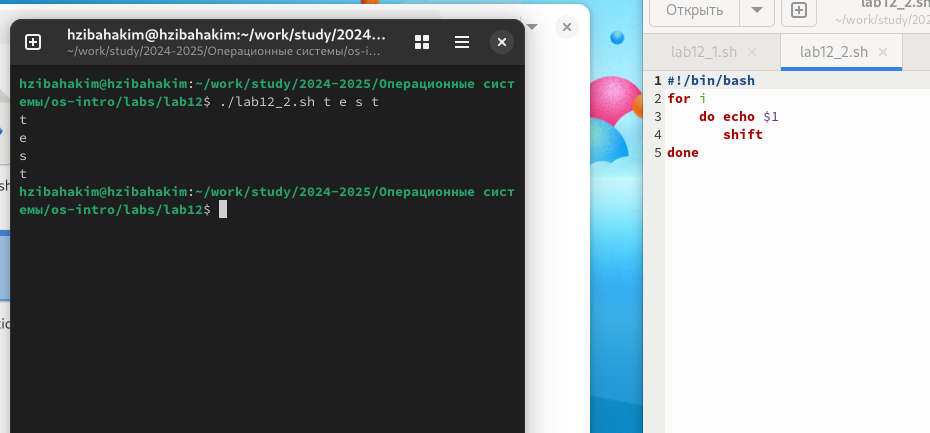 hzibahakim@hzibahakim:~/work/study/2024...
~/work/study/2024-2025/Операционные системы/os-i...
hzibahakim@hzibahakim:~/work/study/2024-2025/Операционные сист
емы/os-intro/labs/lab12$ ./lab12_2.sh t e s t
t
e
s
t
hzibahakim@hzibahakim:~/work/study/2024-2025/Операционные сист
емы/os-intro/labs/lab12$
Открыть
lab12_2.sh
~/work/study/202
lab12_1.sh
lab12_2.sh
1 #!/bin/bash
2 for i
3     do echo $1
4        shift
5 done